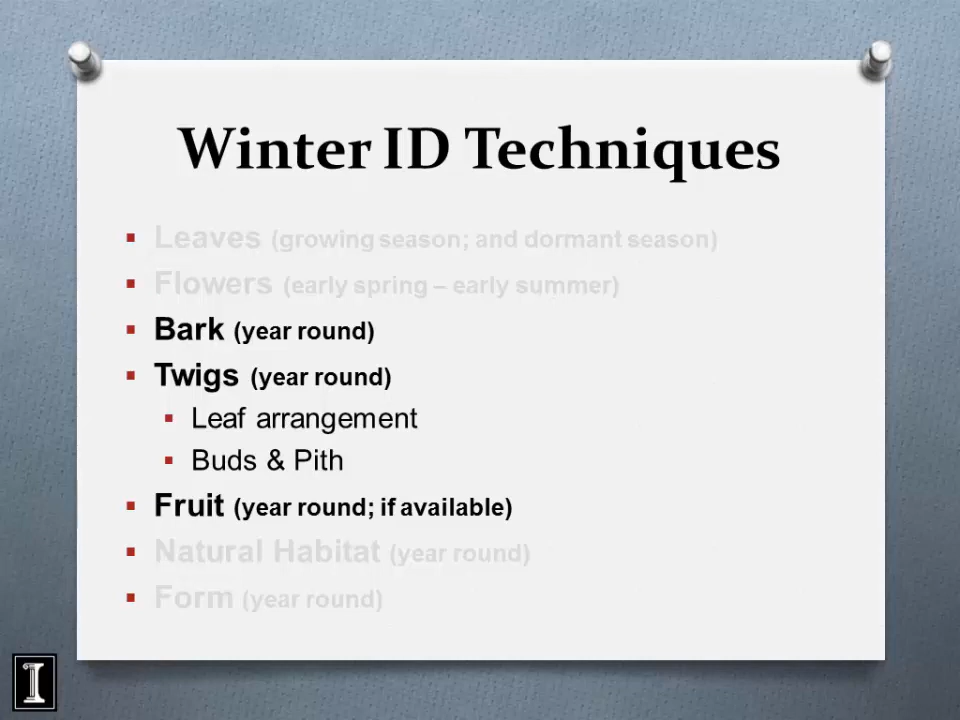 Winter ID Techniques
Leaves (growing season; and dormant season)
Flowers (early spring – early summer)
Bark (year round)
Twigs (year round)
Leaf arrangement
Buds & Pith
Fruit (year round; if available)
Natural Habitat (year round)
Form (year round)
I